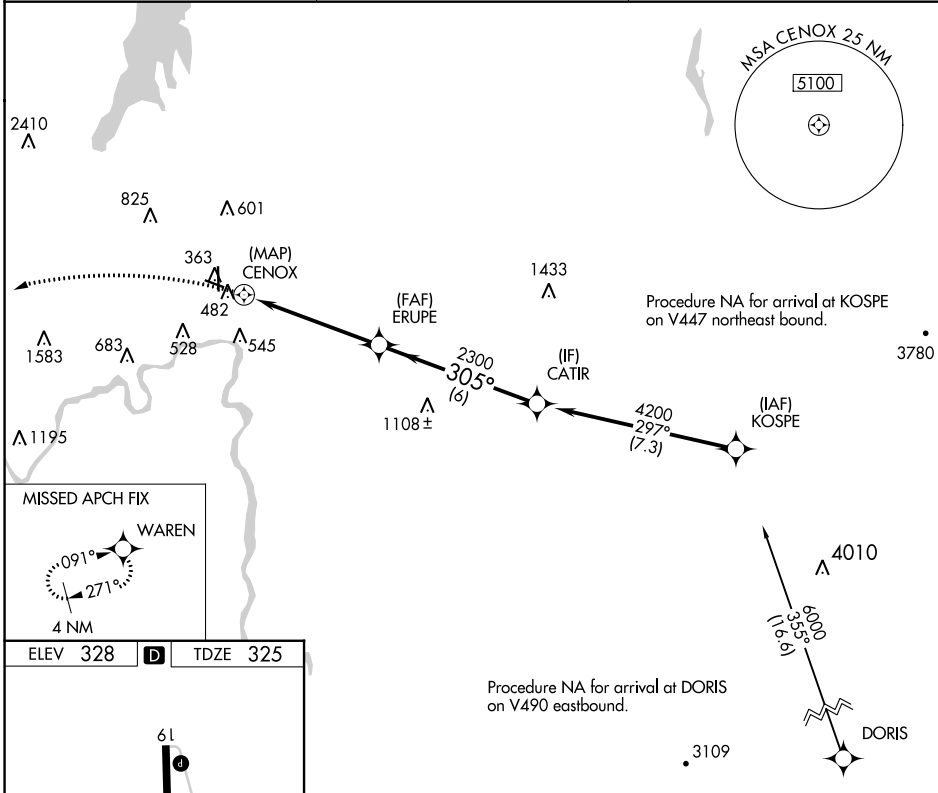 MSA CENOX 25 NM
5100
2410
825
601
363
(MAP)
CENOX
482
1433
(FAF)
ERUPE
Procedure NA for arrival at KOSPE
on V447 northeast bound.
3780
1583
683
528
545
2300
305°
(6)
(IF)
CATIR
1108 ±
4200
297°
(7.3)
(IAF)
KOSPE
1195
MISSED APCH FIX
WAREN
091°
271°
4 NM
4010
6000
355°
(16.6)
ELEV 328
D
TDZE 325
Procedure NA for arrival at DORIS
on V490 eastbound.
DORIS
3109
19
P